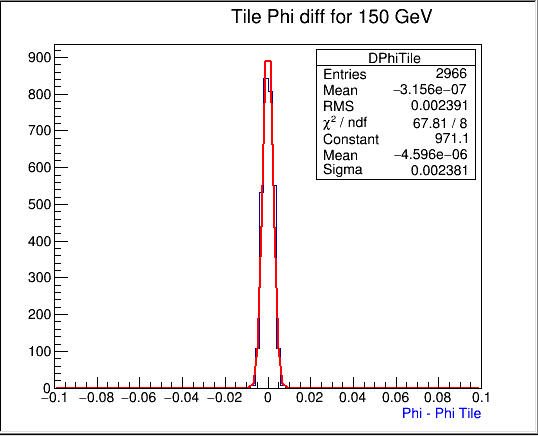 Tile Phi diff for 150 GeV
DPhiTile
Entries 2966
Mean −3.156e−07
RMS 0.002391
χ² / ndf 67.81 / 8
Constant 971.1
Mean −4.596e−06
Sigma 0.002381
900
800
700
600
500
400
300
200
100
0
−0.1 −0.08 −0.06 −0.04 −0.02 0 0.02 0.04 0.06 0.08 0.1
Phi - Phi Tile